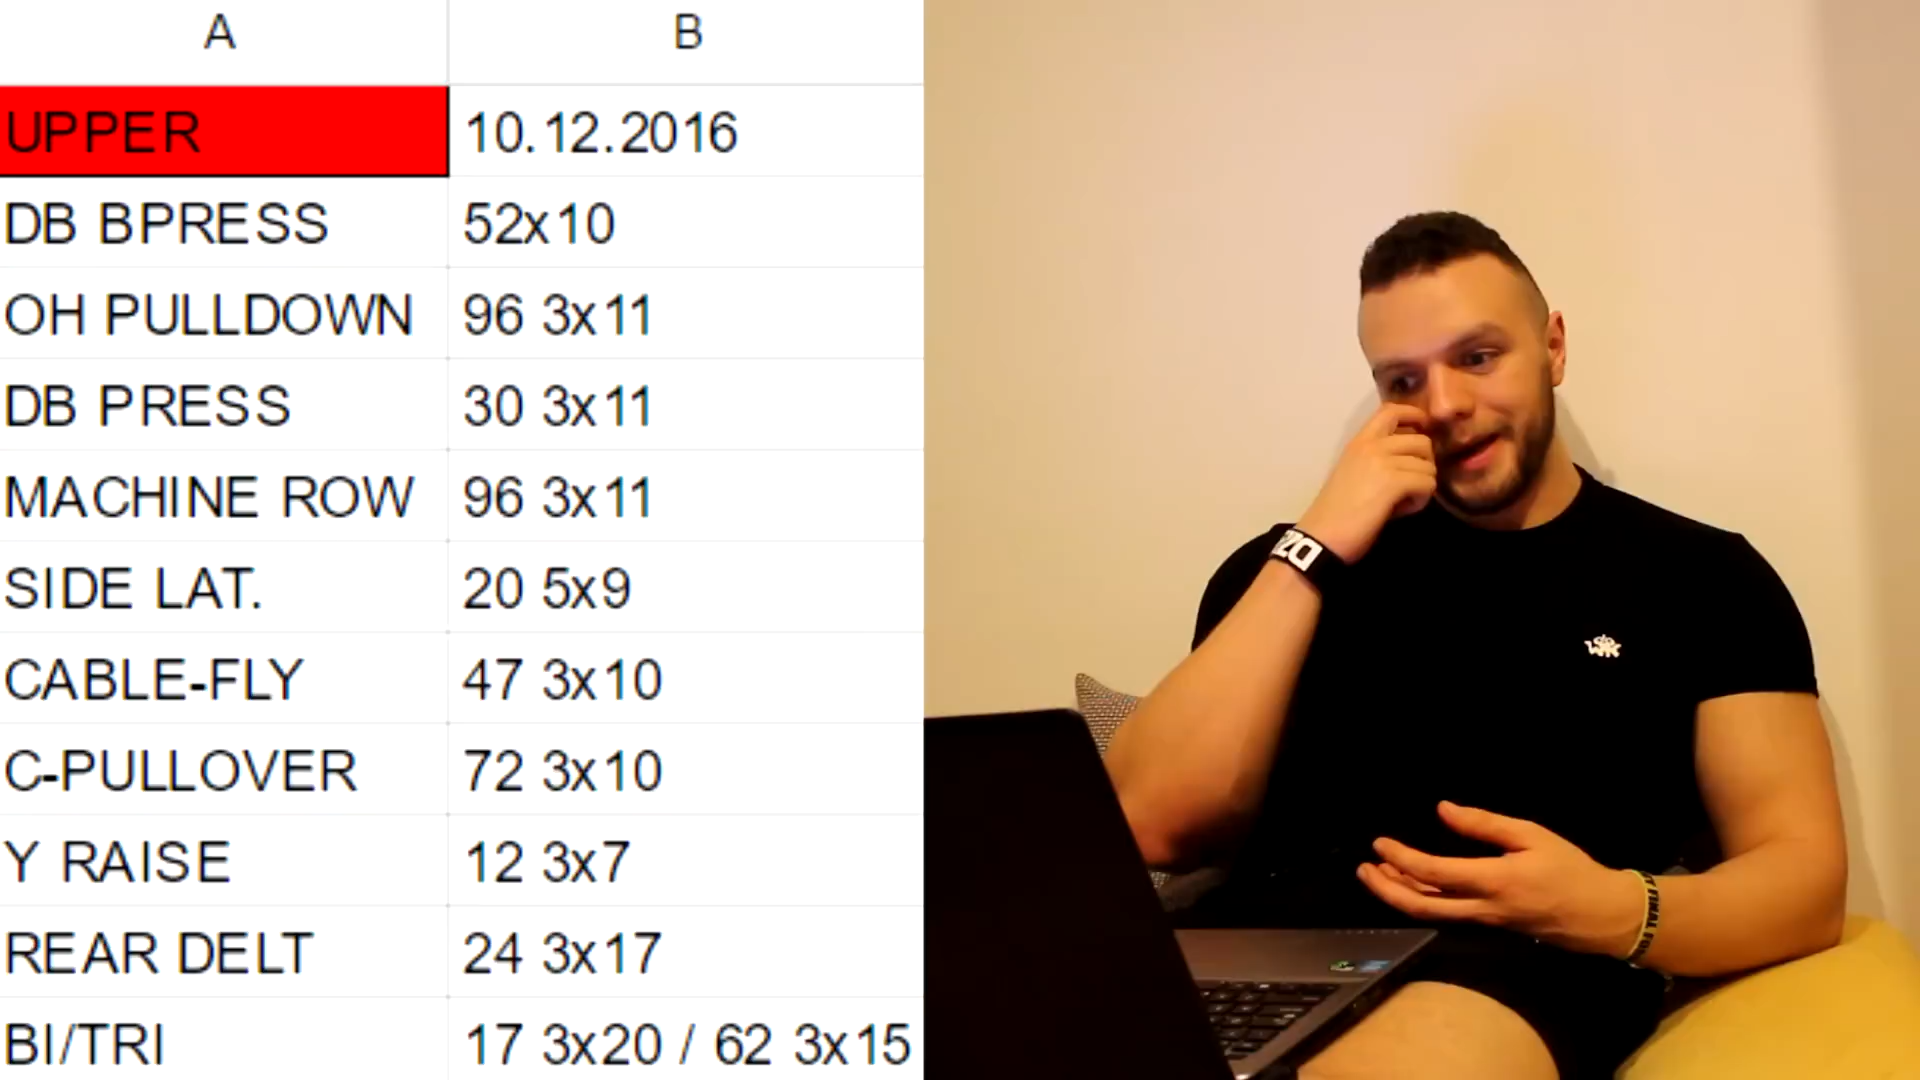 A B
UPPER 10.12.2016
DB BPRESS 52x10
OH PULLDOWN 96 3x11
DB PRESS 30 3x11
MACHINE ROW 96 3x11
SIDE LAT. 20 5x9
CABLE-FLY 47 3x10
C-PULLOVER 72 3x10
Y RAISE 12 3x7
REAR DELT 24 3x17
BI/TRI 17 3x20 / 62 3x15